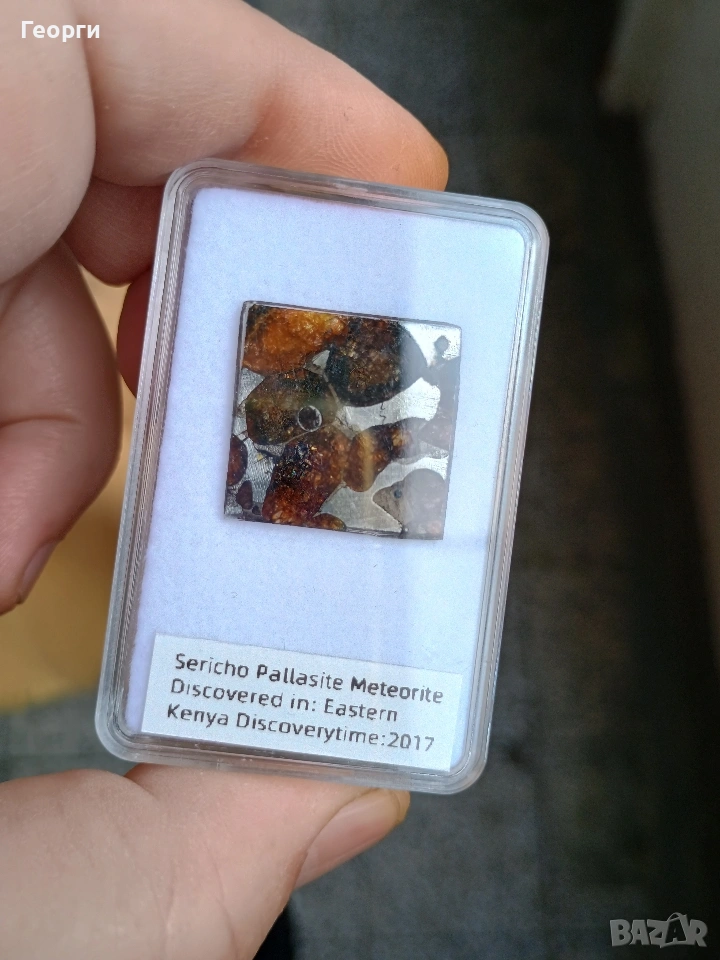 Георги
Sericho Pallasite Meteorite
Discovered in: Eastern
Kenya Discoverytime:2017
BAZAR